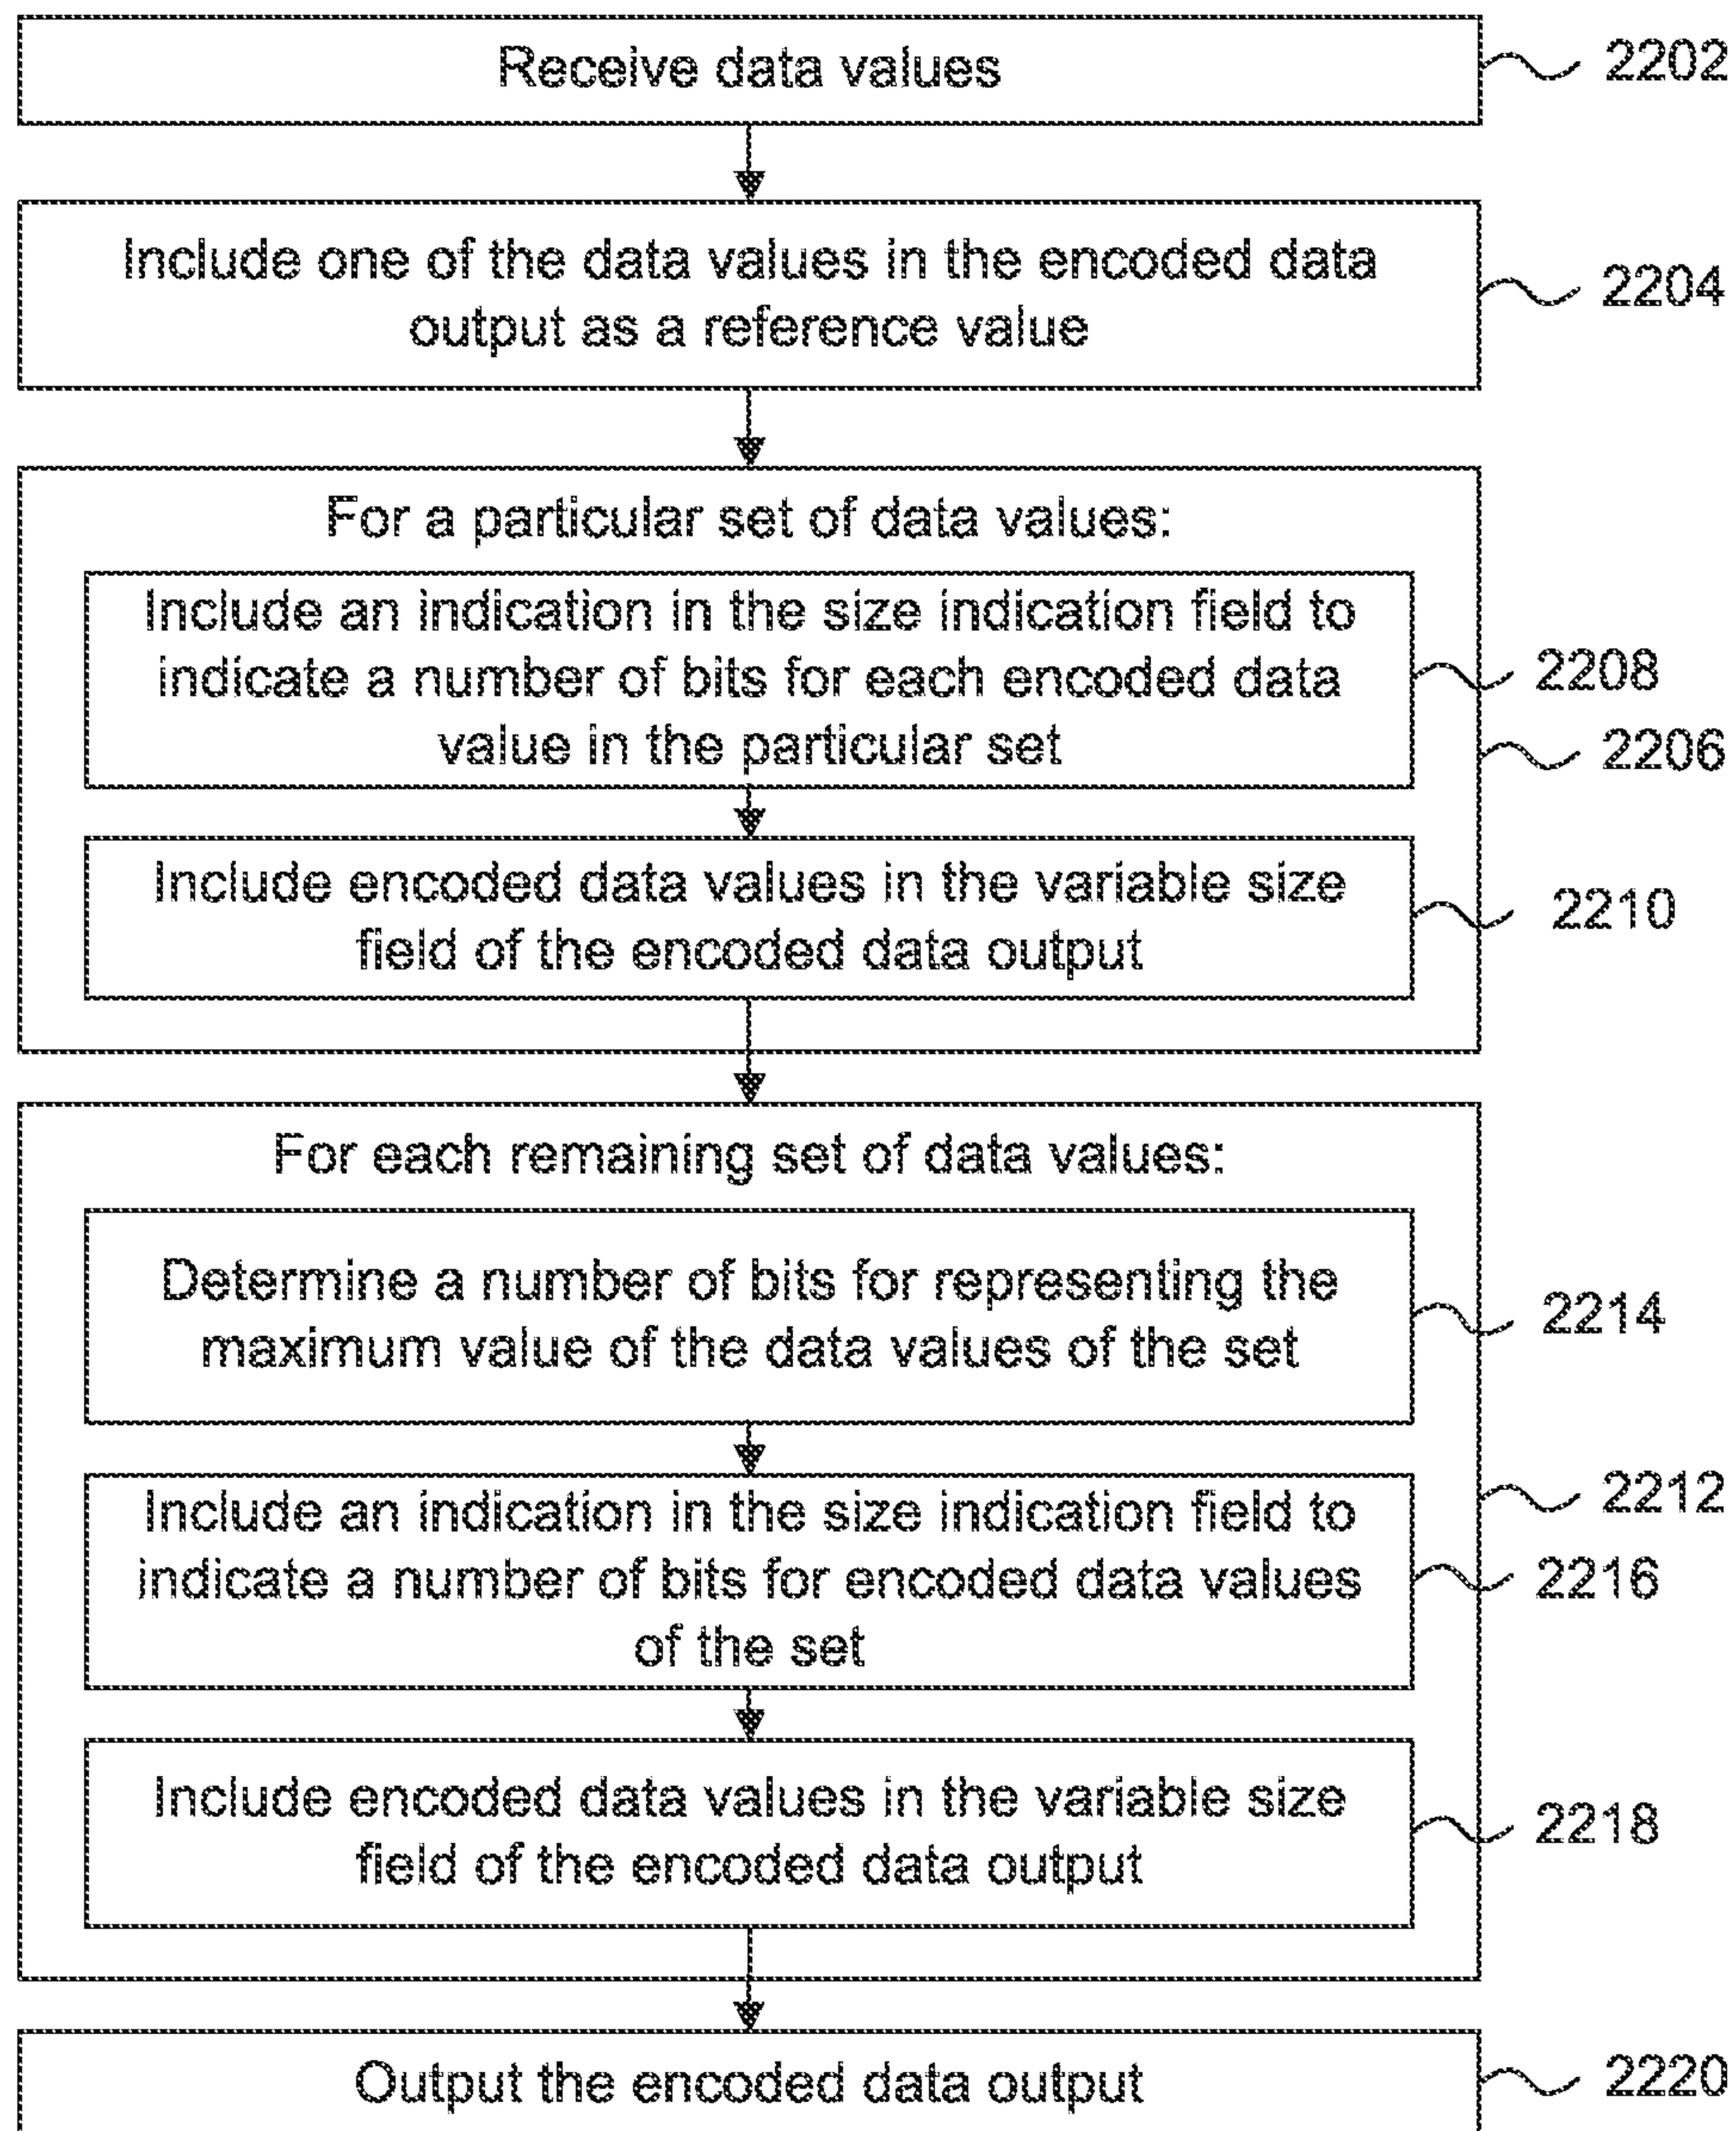 Receive data values
2202
Include one of the data values in the encoded data
output as a reference value
2204
For a particular set of data values:
Include an indication in the size indication field to
indicate a number of bits for each encoded data
value in the particular set
2208
2206
Include encoded data values in the variable size
field of the encoded data output
2210
For each remaining set of data values:
Determine a number of bits for representing the
maximum value of the data values of the set
2214
2212
Include an indication in the size indication field to
indicate a number of bits for encoded data values
of the set
2216
Include encoded data values in the variable size
field of the encoded data output
2218
Output the encoded data output
2220